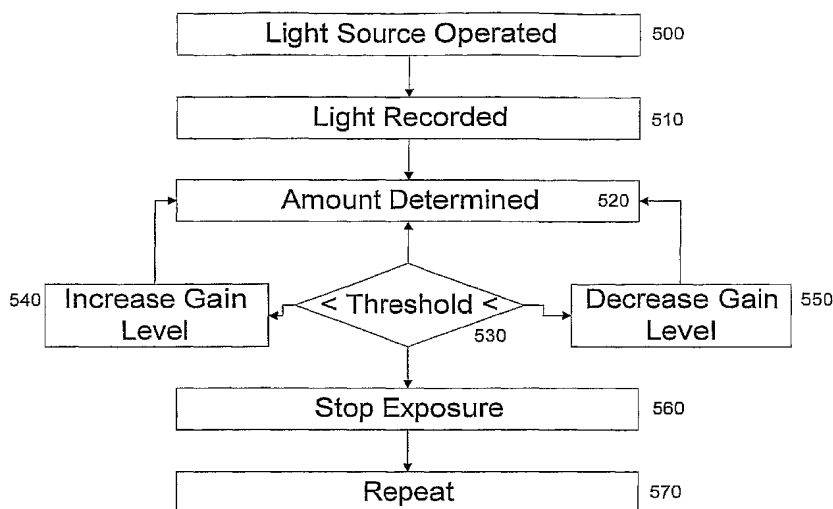 Light Source Operated 500
Light Recorded 510
Amount Determined 520
540 Increase Gain Level
< Threshold < 530
Decrease Gain Level 550
Stop Exposure 560
Repeat 570